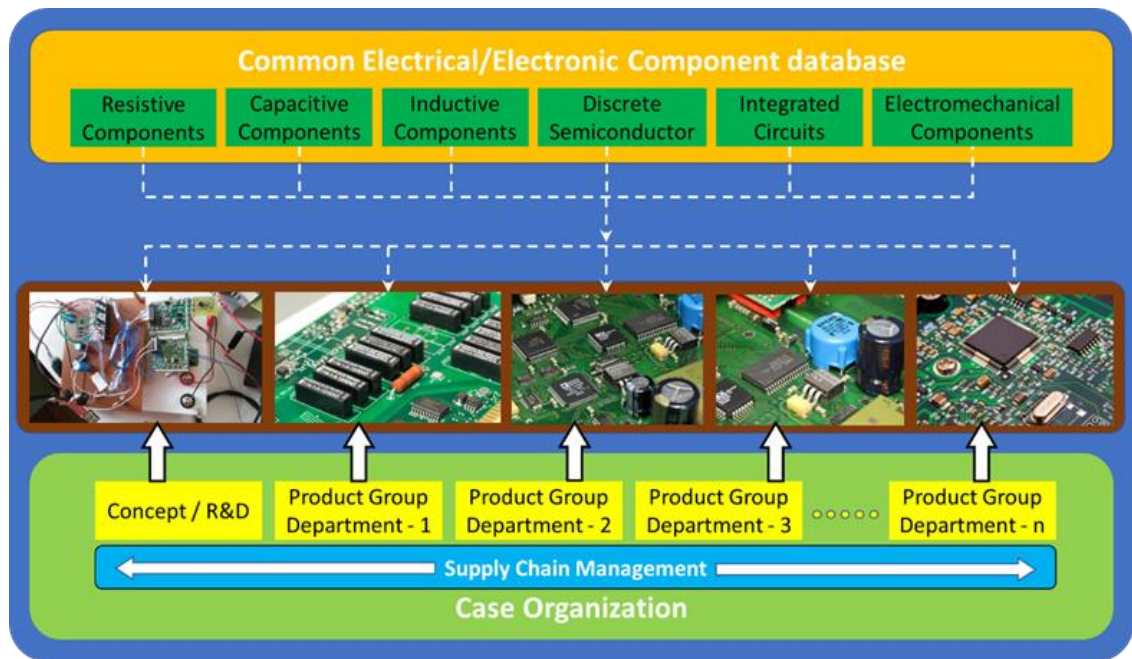 Common Electrical/Electronic Component database
Resistive
Components
Capacitive
Components
Inductive
Components
Discrete
Semiconductor
Integrated
Circuits
Electromechanical
Components
Concept / R&D
Product Group
Department - 1
Product Group
Department - 2
Product Group
Department - 3
Product Group
Department - n
Supply Chain Management
Case Organization